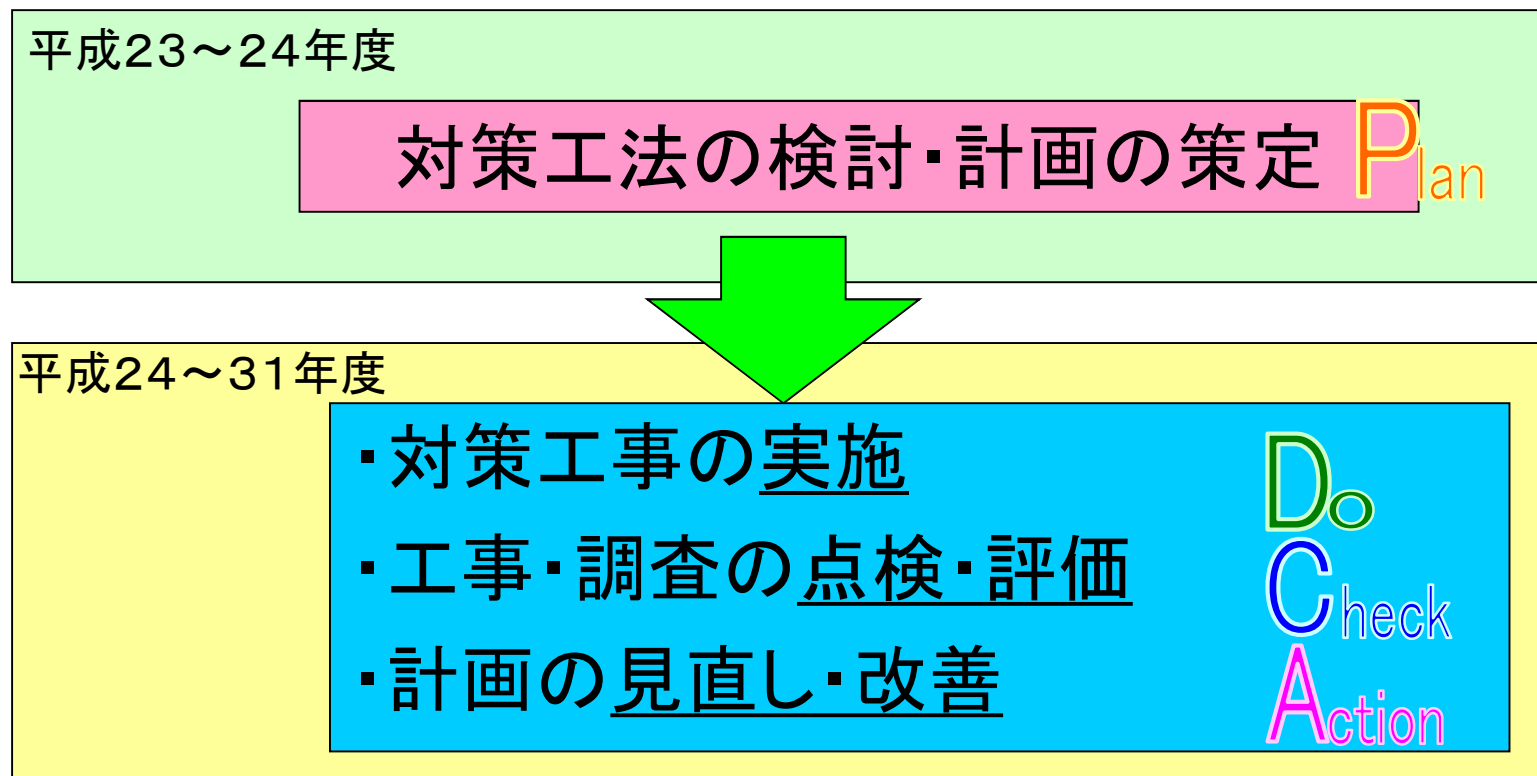 平成２３～２４年度
対策工法の検討・計画の策定 Plan
平成２４～３１年度
・対策工事の実施 Do
・工事・調査の点検・評価 Check
・計画の見直し・改善 Action